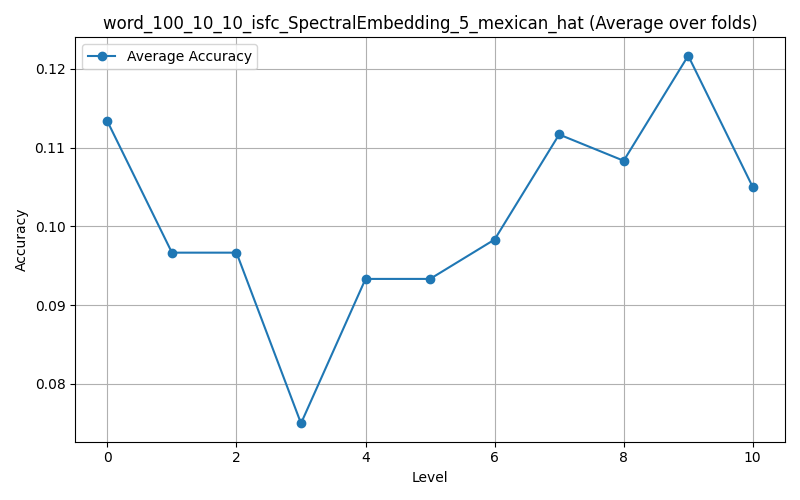 word_100_10_10_isfc_SpectralEmbedding_5_mexican_hat (Average over folds)
Average Accuracy
0.12
0.11
0.10
0.09
0.08
Accuracy
0 2 4 6 8 10
Level